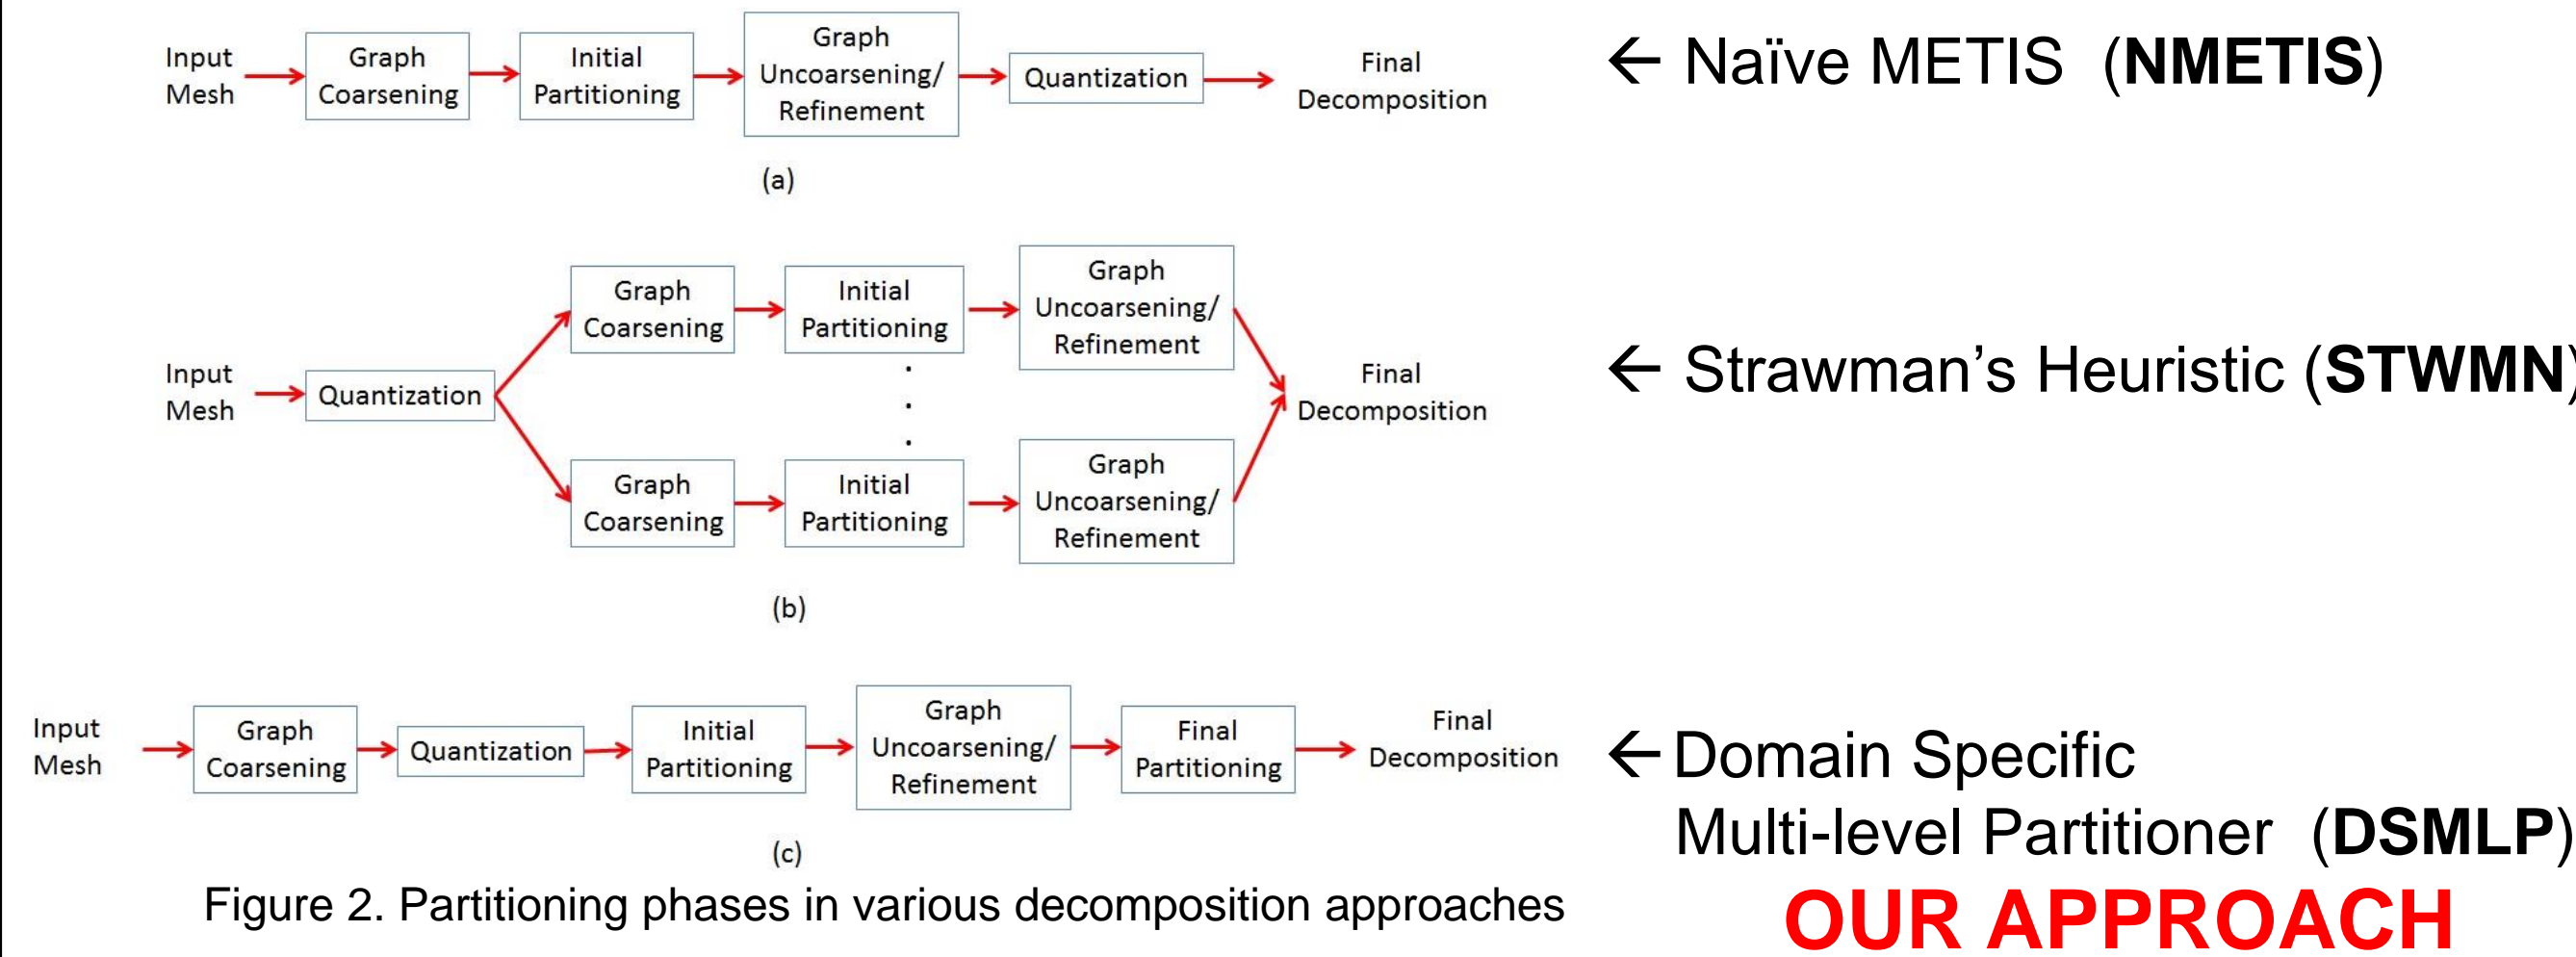 Input
Mesh
Graph
Coarsening
Initial
Partitioning
Graph
Uncoarsening/
Refinement
Quantization
Final
Decomposition
← Naïve METIS (NMETIS)
(a)
Input
Mesh
Quantization
Graph
Coarsening
Initial
Partitioning
Graph
Uncoarsening/
Refinement
.
.
.
Graph
Coarsening
Initial
Partitioning
Graph
Uncoarsening/
Refinement
Final
Decomposition
← Strawman’s Heuristic (STWMN)
(b)
Input
Mesh
Graph
Coarsening
Quantization
Initial
Partitioning
Graph
Uncoarsening/
Refinement
Final
Partitioning
Final
Decomposition
← Domain Specific
Multi-level Partitioner (DSMLP)
OUR APPROACH
(c)
Figure 2. Partitioning phases in various decomposition approaches